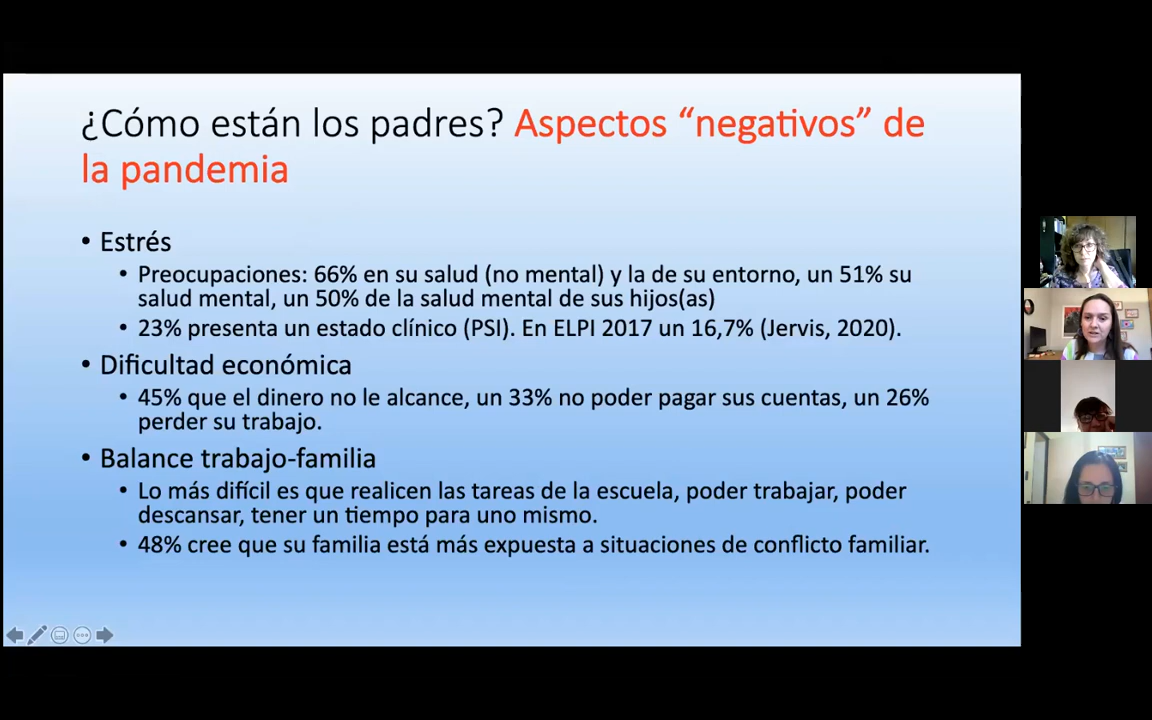 ¿Cómo están los padres? Aspectos “negativos” de
la pandemia
• Estrés
• Preocupaciones: 66% en su salud (no mental) y la de su entorno, un 51% su
salud mental, un 50% de la salud mental de sus hijos(as)
• 23% presenta un estado clínico (PSI). En ELPI 2017 un 16,7% (Jervis, 2020).
• Dificultad económica
• 45% que el dinero no le alcance, un 33% no poder pagar sus cuentas, un 26%
perder su trabajo.
• Balance trabajo-familia
• Lo más difícil es que realicen las tareas de la escuela, poder trabajar, poder
descansar, tener un tiempo para uno mismo.
• 48% cree que su familia está más expuesta a situaciones de conflicto familiar.